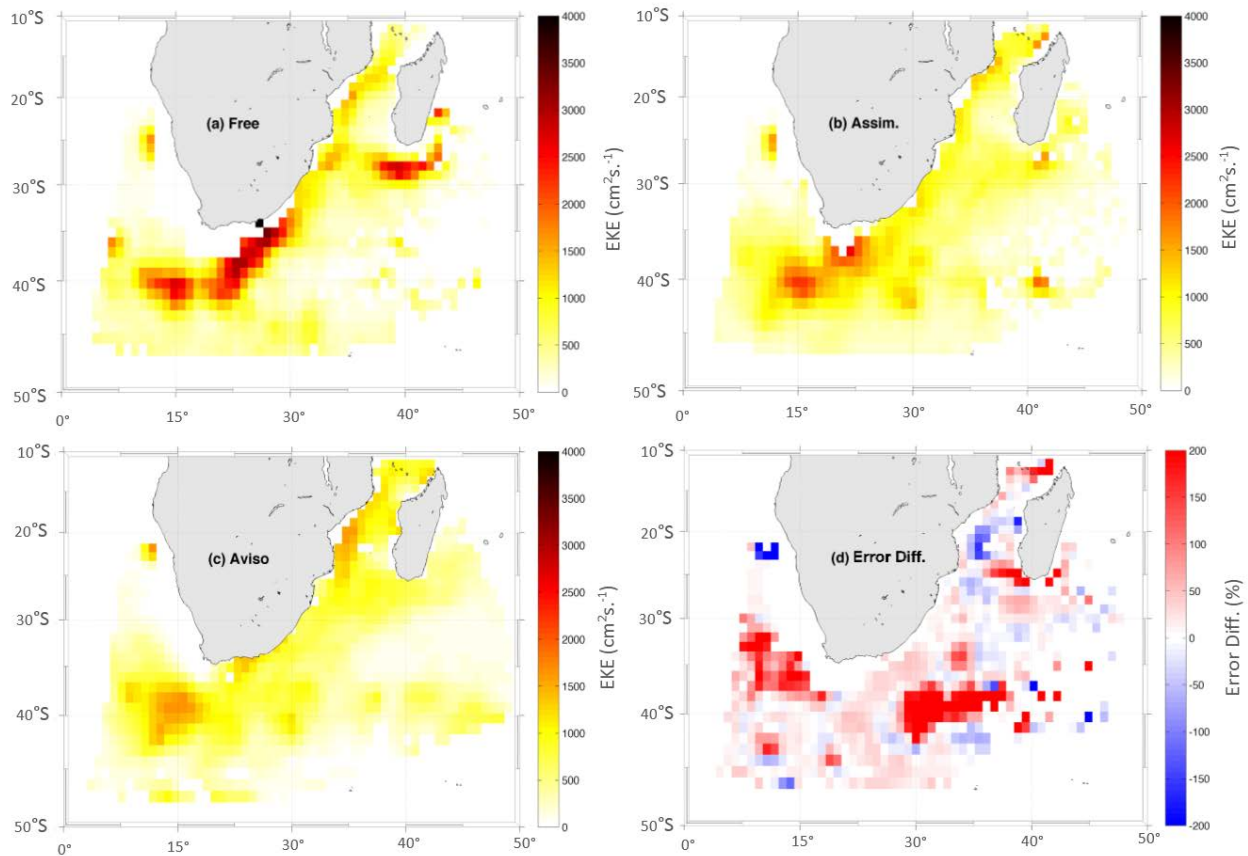 (a) Free
10°S
20°S
30°S
40°S
50°S
0°
15°
30°
40°
50°
4000
3500
3000
2500
2000
1500
1000
500
0
EKE (cm²s.⁻¹)
(b) Assim.
10°S
20°S
30°S
40°S
50°S
0°
15°
30°
40°
50°
4000
3500
3000
2500
2000
1500
1000
500
0
EKE (cm²s.⁻¹)
(c) Aviso
10°S
20°S
30°S
40°S
50°S
0°
15°
30°
40°
50°
4000
3500
3000
2500
2000
1500
1000
500
0
EKE (cm²s.⁻¹)
(d) Error Diff.
10°S
20°S
30°S
40°S
50°S
0°
15°
30°
40°
50°
200
150
100
50
0
-50
-100
-150
-200
Error Diff. (%)